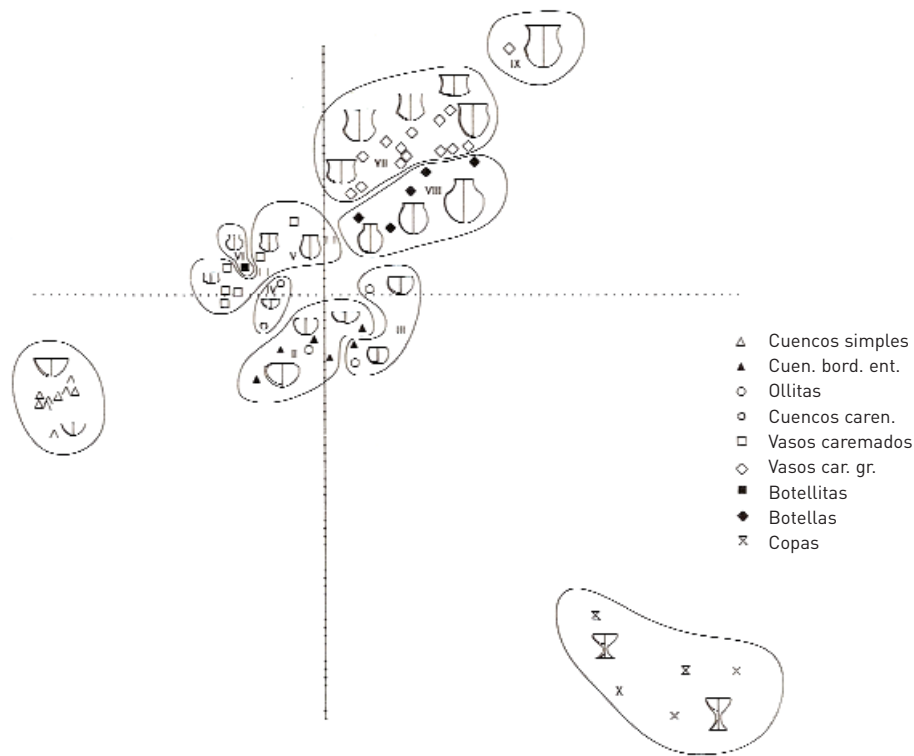 IX
VII
VIII
VI
V
IV
III
II
Cuencos simples
Cuen. bord. ent.
Ollitas
Cuencos caren.
Vasos caremados
Vasos car. gr.
Botellitas
Botellas
Copas